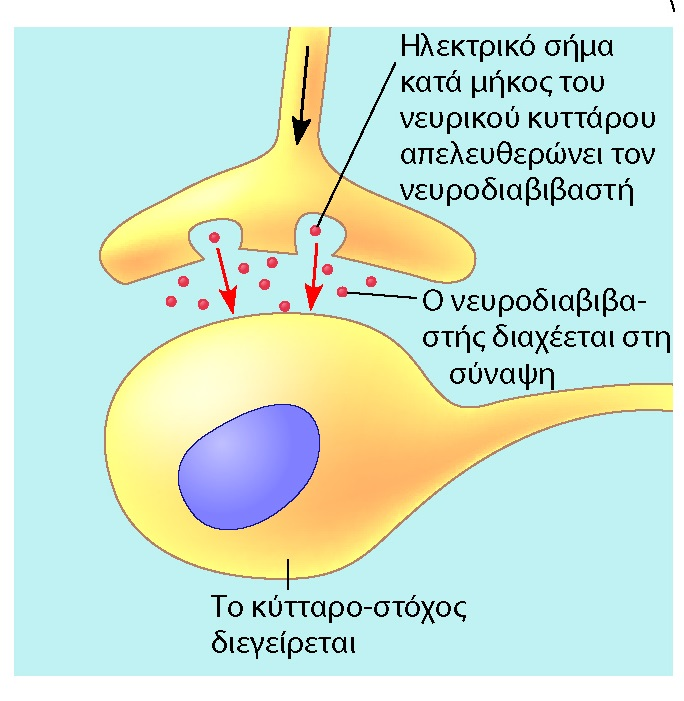 Ηλεκτρικό σήμα
κατά μήκος του
νευρικού κυττάρου
απελευθερώνει τον
νευροδιαβιβαστή
Ο νευροδιαβιβα-
στής διαχέεται στη
σύναψη
Το κύτταρο-στόχος
διεγείρεται